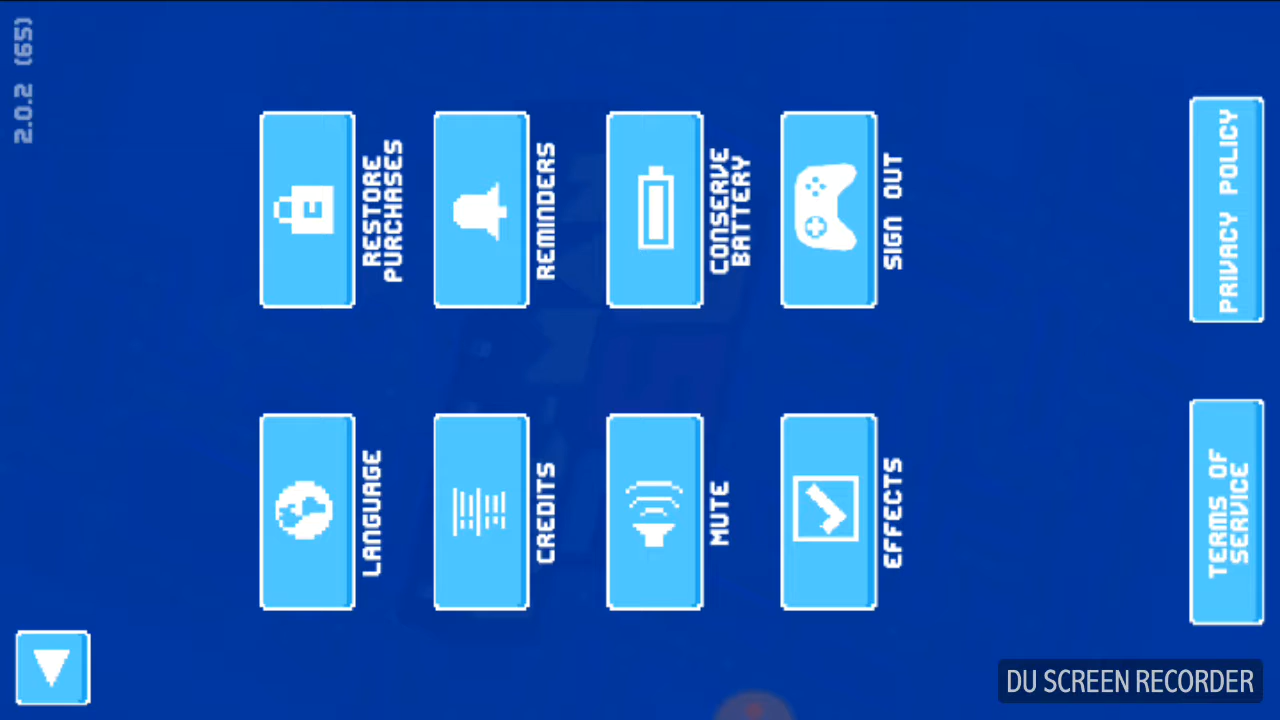 2.0.2 (65)
LANGUAGE
RESTORE
PURCHASES
CREDITS
REMINDERS
MUTE
CONSERVE
BATTERY
EFFECTS
SIGN OUT
TERMS OF
SERVICE
PRIVACY POLICY
DU SCREEN RECORDER